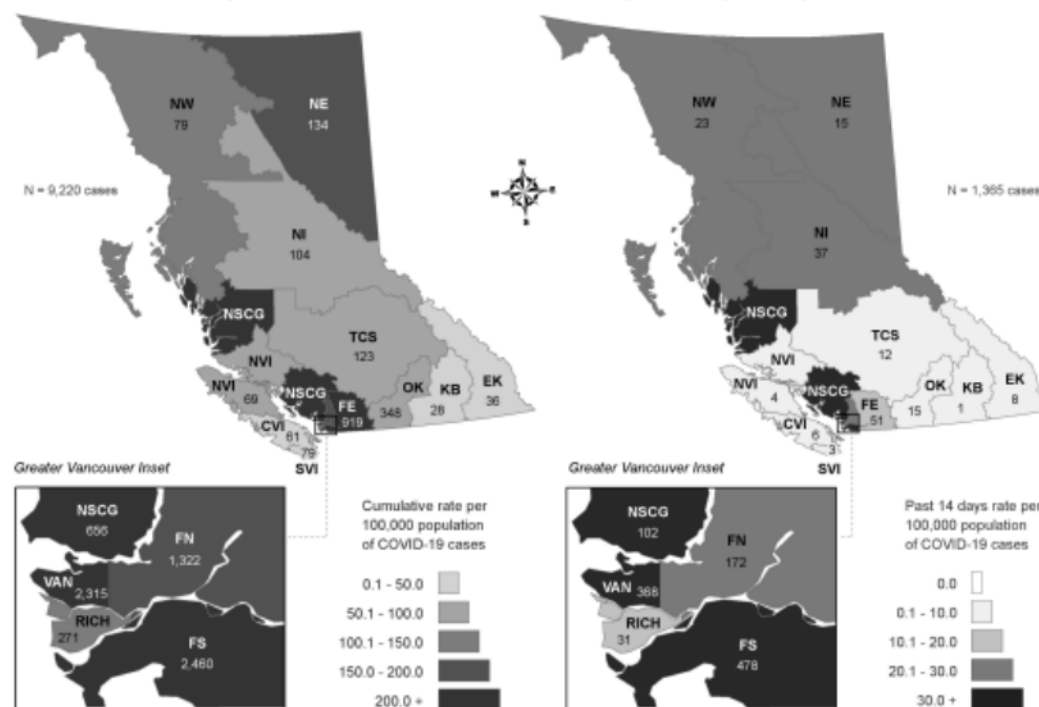 NW
79
NE
134
N = 9,220 cases
NI
104
NSCG
TCS
123
NVI
NVI
69
NSCG
FE
919
OK
348
KB
28
EK
36
CVI
61
79
SVI
Greater Vancouver Inset
NSCG
656
FN
1,322
VAN
2,315
RICH
271
FS
2,460
Cumulative rate per
100,000 population
of COVID-19 cases
0.1 - 50.0
50.1 - 100.0
100.1 - 150.0
150.0 - 200.0
200.0 +
N
W
E
S
NW
23
NE
15
N = 1,365 cases
NI
37
NSCG
TCS
12
NVI
NVI
4
NSCG
FE
51
OK
15
KB
1
EK
8
CVI
6
3
SVI
Greater Vancouver Inset
NSCG
102
FN
172
VAN
368
RICH
31
FS
478
Past 14 days rate per
100,000 population
of COVID-19 cases
0.0
0.1 - 10.0
10.1 - 20.0
20.1 - 30.0
30.0 +